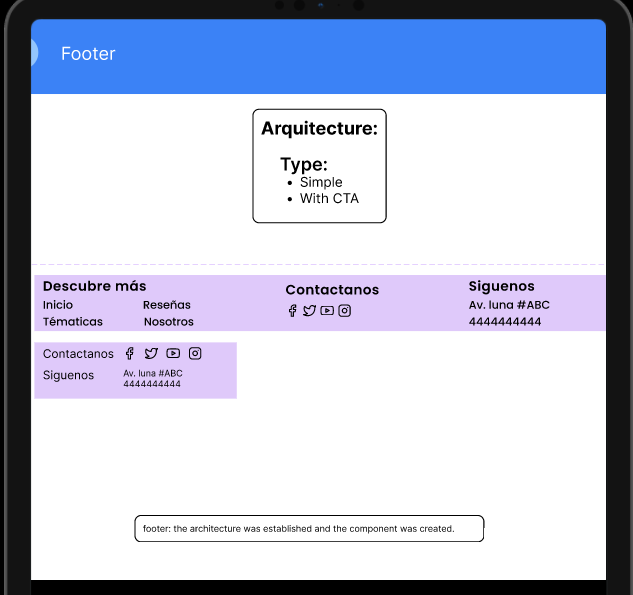 Footer
Arquitecture:
Type:
• Simple
• With CTA
Descubre más
Inicio Reseñas
Tématicas Nosotros
Contactanos
Siguenos
Av. luna #ABC
4444444444
Contactanos
Siguenos Av. luna #ABC
4444444444
footer: the architecture was established and the component was created.